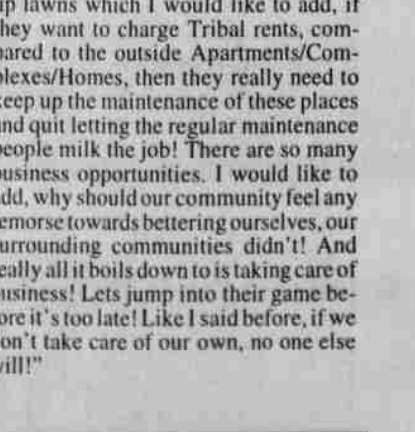 up lawns which I would like to add, if
they want to charge Tribal rents, com-
pared to the outside Apartments/Com-
plexes/Homes, then they really need to
keep up the maintenance of these places
and quit letting the regular maintenance
people milk the job! There are so many
business opportunities. I would like to
add, why should our community feel any
remorse towards bettering ourselves, our
surrounding communities didn't! And
really all it boils down to is taking care of
business! Lets jump into their game be-
fore it's too late! Like I said before, if we
don't take care of our own, no one else
will!"